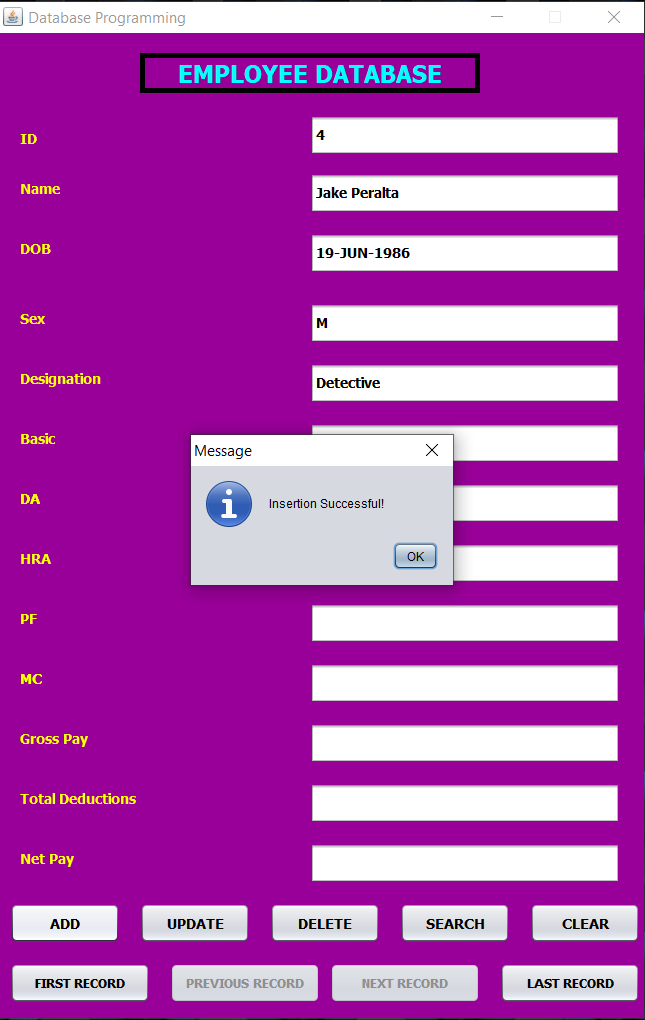 Database Programming
EMPLOYEE DATABASE
ID 4
Name Jake Peralta
DOB 19-JUN-1986
Sex M
Designation Detective
Basic
Message
DA
Insertion Successful!
HRA
OK
PF
MC
Gross Pay
Total Deductions
Net Pay
ADD UPDATE DELETE SEARCH CLEAR
FIRST RECORD PREVIOUS RECORD NEXT RECORD LAST RECORD